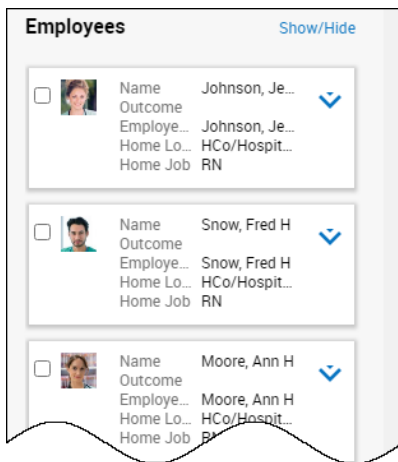 Employees Show/Hide
Name Johnson, Je...
Outcome
Employe... Johnson, Je...
Home Lo... HCo/Hospit...
Home Job RN
Name Snow, Fred H
Outcome
Employe... Snow, Fred H
Home Lo... HCo/Hospit...
Home Job RN
Name Moore, Ann H
Outcome
Employe... Moore, Ann H
Home Lo... HCo/Hospit...
Home Job